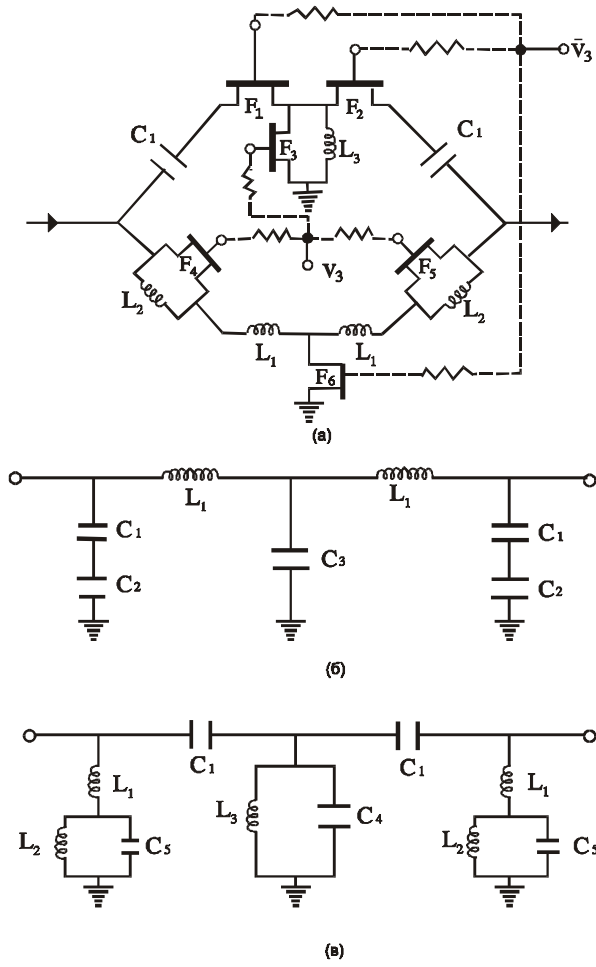 V̄₃
F₁
F₂
C₁
F₃
L₃
C₁
F₄
V₃
F₅
L₂
L₂
L₁
L₁
F₆
(а)
L₁
L₁
C₁
C₃
C₁
C₂
C₂
(б)
C₁
C₁
L₁
L₁
L₃
C₄
L₂
C₅
L₂
C₅
(в)